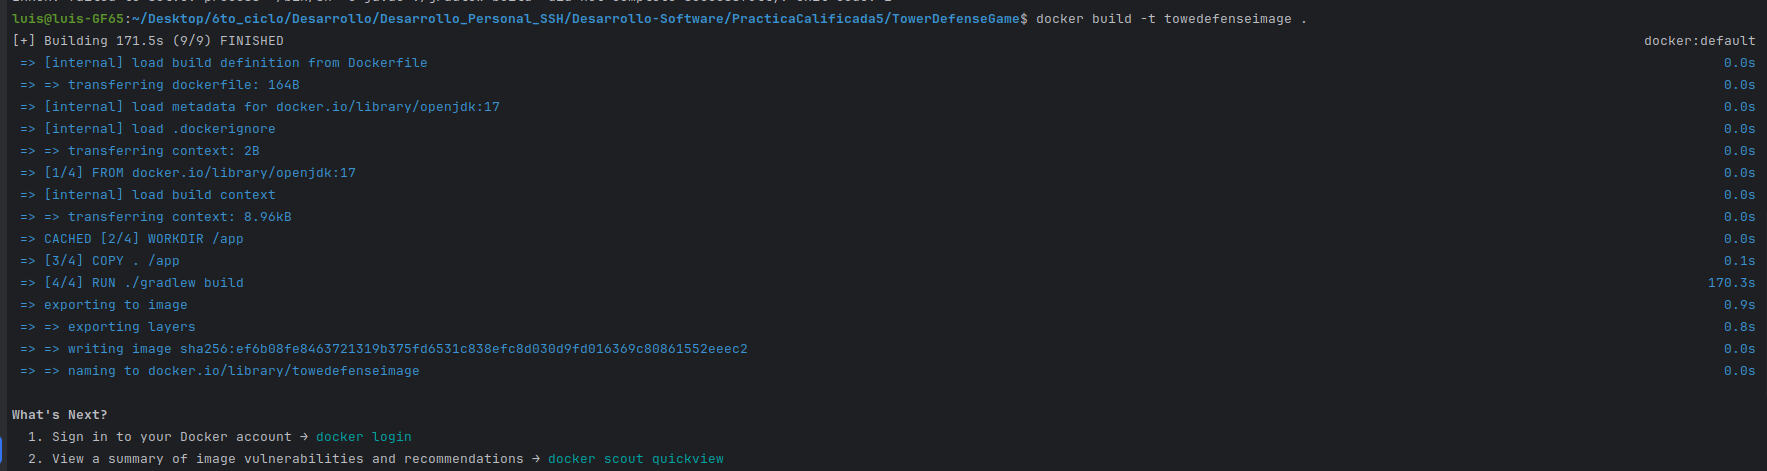 luis@luis-GF65:~/Desktop/6to_ciclo/Desarrollo/Desarrollo_Personal_SSH/Desarrollo-Software/PracticaCalificada5/TowerDefenseGame$ docker build -t towedefenseimage .
[+] Building 171.5s (9/9) FINISHED docker:default
=> [internal] load build definition from Dockerfile 0.0s
=> => transferring dockerfile: 164B 0.0s
=> [internal] load metadata for docker.io/library/openjdk:17 0.0s
=> [internal] load .dockerignore 0.0s
=> => transferring context: 2B 0.0s
=> [1/4] FROM docker.io/library/openjdk:17 0.0s
=> [internal] load build context 0.0s
=> => transferring context: 8.96kB 0.0s
=> CACHED [2/4] WORKDIR /app 0.0s
=> [3/4] COPY . /app 0.1s
=> [4/4] RUN ./gradlew build 170.3s
=> exporting to image 0.9s
=> => exporting layers 0.8s
=> => writing image sha256:ef6b08fe8463721319b375fd6531c838efc8d030d9fd016369c80861552eeec2 0.0s
=> => naming to docker.io/library/towedefenseimage 0.0s
What's Next?
1. Sign in to your Docker account → docker login
2. View a summary of image vulnerabilities and recommendations → docker scout quickview